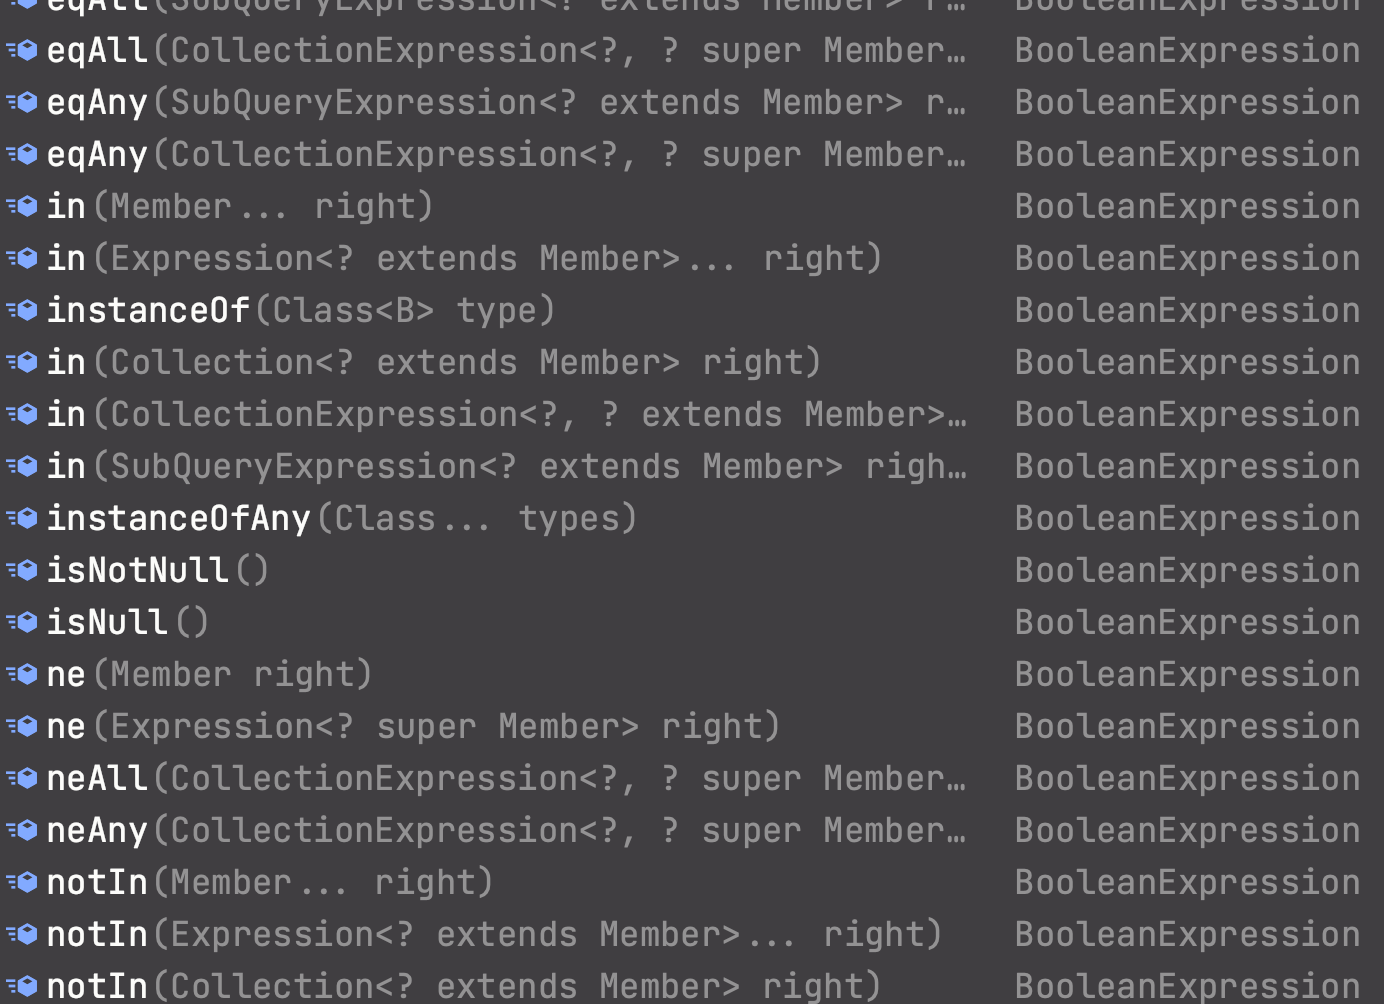 eqAll(SubQueryExpression<? extends Member> r… BooleanExpression
eqAll(CollectionExpression<?, ? super Member… BooleanExpression
eqAny(SubQueryExpression<? extends Member> r… BooleanExpression
eqAny(CollectionExpression<?, ? super Member… BooleanExpression
in(Member... right) BooleanExpression
in(Expression<? extends Member>... right) BooleanExpression
instanceOf(Class<B> type) BooleanExpression
in(Collection<? extends Member> right) BooleanExpression
in(CollectionExpression<?, ? extends Member>… BooleanExpression
in(SubQueryExpression<? extends Member> righ… BooleanExpression
instanceOfAny(Class... types) BooleanExpression
isNotNull() BooleanExpression
isNull() BooleanExpression
ne(Member right) BooleanExpression
ne(Expression<? super Member> right) BooleanExpression
neAll(CollectionExpression<?, ? super Member… BooleanExpression
neAny(CollectionExpression<?, ? super Member… BooleanExpression
notIn(Member... right) BooleanExpression
notIn(Expression<? extends Member>... right) BooleanExpression
notIn(Collection<? extends Member> right) BooleanExpression